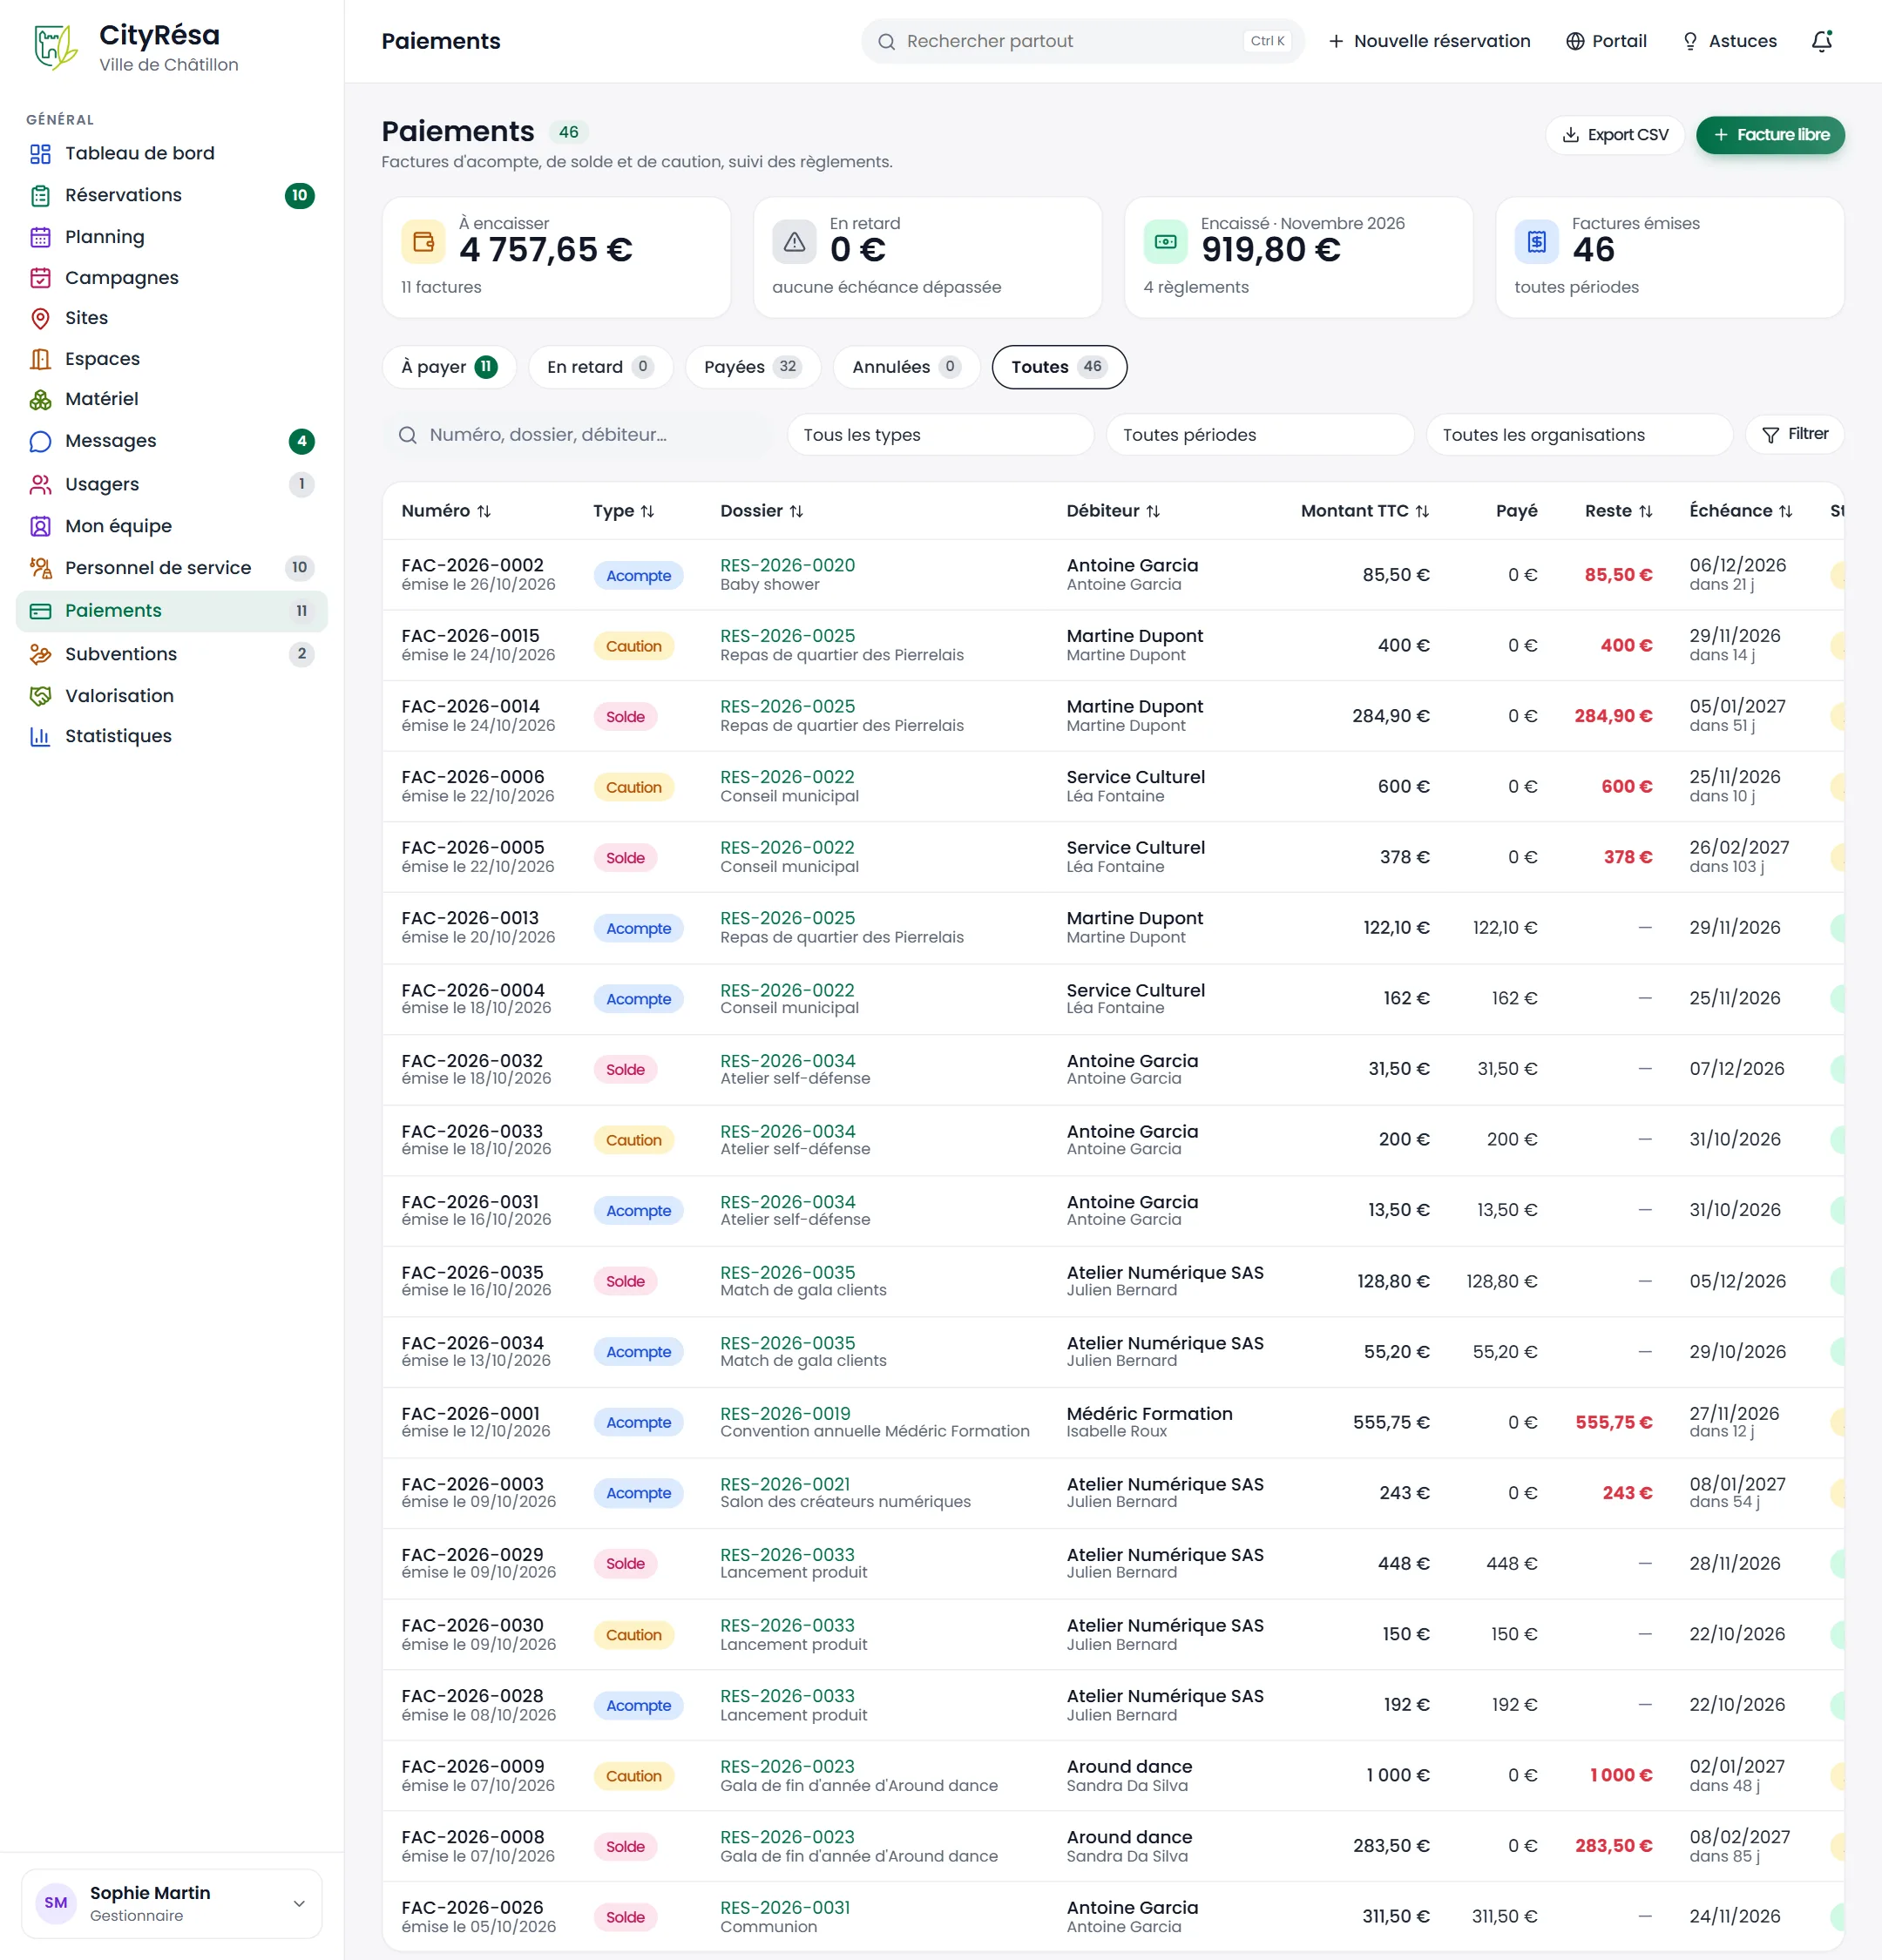 CityRésa
Ville de Châtillon
GÉNÉRAL
Tableau de bord
Réservations 10
Planning
Campagnes
Sites
Espaces
Matériel
Messages 4
Usagers 1
Mon équipe
Personnel de service 10
Paiements 11
Subventions 2
Valorisation
Statistiques
SM Sophie Martin
Gestionnaire
Paiements
Rechercher partout Ctrl K
Nouvelle réservation
Portail
Astuces
Paiements 46
Factures d'acompte, de solde et de caution, suivi des règlements.
Export CSV
Facture libre
À encaisser
4 757,65 €
11 factures
En retard
0 €
aucune échéance dépassée
Encaissé · Novembre 2026
919,80 €
4 règlements
Factures émises
46
toutes périodes
À payer 11 En retard 0 Payées 32 Annulées 0 Toutes 46
Numéro, dossier, débiteur... Tous les types Toutes périodes Toutes les organisations Filtrer
Numéro Type Dossier Débiteur Montant TTC Payé Reste Échéance St
FAC-2026-0002 Acompte RES-2026-0020 Antoine Garcia 85,50 € 0 € 85,50 € 06/12/2026
émise le 26/10/2026 Baby shower Antoine Garcia dans 21 j
FAC-2026-0015 Caution RES-2026-0025 Martine Dupont 400 € 0 € 400 € 29/11/2026
émise le 24/10/2026 Repas de quartier des Pierrelais Martine Dupont dans 14 j
FAC-2026-0014 Solde RES-2026-0025 Martine Dupont 284,90 € 0 € 284,90 € 05/01/2027
émise le 24/10/2026 Repas de quartier des Pierrelais Martine Dupont dans 51 j
FAC-2026-0006 Caution RES-2026-0022 Service Culturel 600 € 0 € 600 € 25/11/2026
émise le 22/10/2026 Conseil municipal Léa Fontaine dans 10 j
FAC-2026-0005 Solde RES-2026-0022 Service Culturel 378 € 0 € 378 € 26/02/2027
émise le 22/10/2026 Conseil municipal Léa Fontaine dans 103 j
FAC-2026-0013 Acompte RES-2026-0025 Martine Dupont 122,10 € 122,10 € — 29/11/2026
émise le 20/10/2026 Repas de quartier des Pierrelais Martine Dupont
FAC-2026-0004 Acompte RES-2026-0022 Service Culturel 162 € 162 € — 25/11/2026
émise le 18/10/2026 Conseil municipal Léa Fontaine
FAC-2026-0032 Solde RES-2026-0034 Antoine Garcia 31,50 € 31,50 € — 07/12/2026
émise le 18/10/2026 Atelier self-défense Antoine Garcia
FAC-2026-0033 Caution RES-2026-0034 Antoine Garcia 200 € 200 € — 31/10/2026
émise le 18/10/2026 Atelier self-défense Antoine Garcia
FAC-2026-0031 Acompte RES-2026-0034 Antoine Garcia 13,50 € 13,50 € — 31/10/2026
émise le 16/10/2026 Atelier self-défense Antoine Garcia
FAC-2026-0035 Solde RES-2026-0035 Atelier Numérique SAS 128,80 € 128,80 € — 05/12/2026
émise le 16/10/2026 Match de gala clients Julien Bernard
FAC-2026-0034 Acompte RES-2026-0035 Atelier Numérique SAS 55,20 € 55,20 € — 29/10/2026
émise le 13/10/2026 Match de gala clients Julien Bernard
FAC-2026-0001 Acompte RES-2026-0019 Médéric Formation 555,75 € 0 € 555,75 € 27/11/2026
émise le 12/10/2026 Convention annuelle Médéric Formation Isabelle Roux dans 12 j
FAC-2026-0003 Acompte RES-2026-0021 Atelier Numérique SAS 243 € 0 € 243 € 08/01/2027
émise le 09/10/2026 Salon des créateurs numériques Julien Bernard dans 54 j
FAC-2026-0029 Solde RES-2026-0033 Atelier Numérique SAS 448 € 448 € — 28/11/2026
émise le 09/10/2026 Lancement produit Julien Bernard
FAC-2026-0030 Caution RES-2026-0033 Atelier Numérique SAS 150 € 150 € — 22/10/2026
émise le 09/10/2026 Lancement produit Julien Bernard
FAC-2026-0028 Acompte RES-2026-0033 Atelier Numérique SAS 192 € 192 € — 22/10/2026
émise le 08/10/2026 Lancement produit Julien Bernard
FAC-2026-0009 Caution RES-2026-0023 Around dance 1 000 € 0 € 1 000 € 02/01/2027
émise le 07/10/2026 Gala de fin d'année d'Around dance Sandra Da Silva dans 48 j
FAC-2026-0008 Solde RES-2026-0023 Around dance 283,50 € 0 € 283,50 € 08/02/2027
émise le 07/10/2026 Gala de fin d'année d'Around dance Sandra Da Silva dans 85 j
FAC-2026-0026 Solde RES-2026-0031 Antoine Garcia 311,50 € 311,50 € — 24/11/2026
émise le 05/10/2026 Communion Antoine Garcia